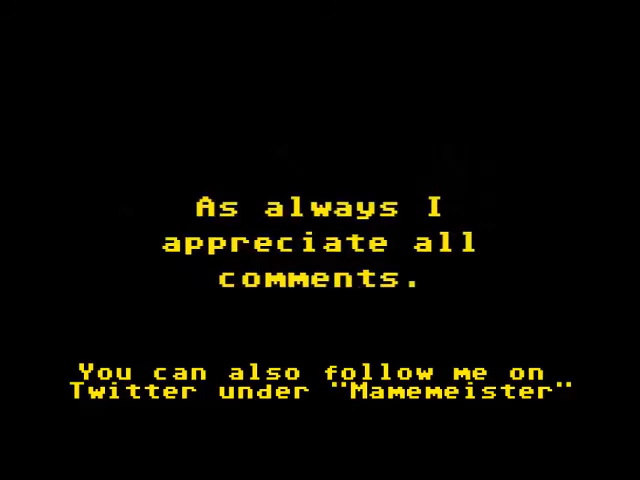 As always I
appreciate all
comments.
You can also follow me on
Twitter under "Mamemeister"